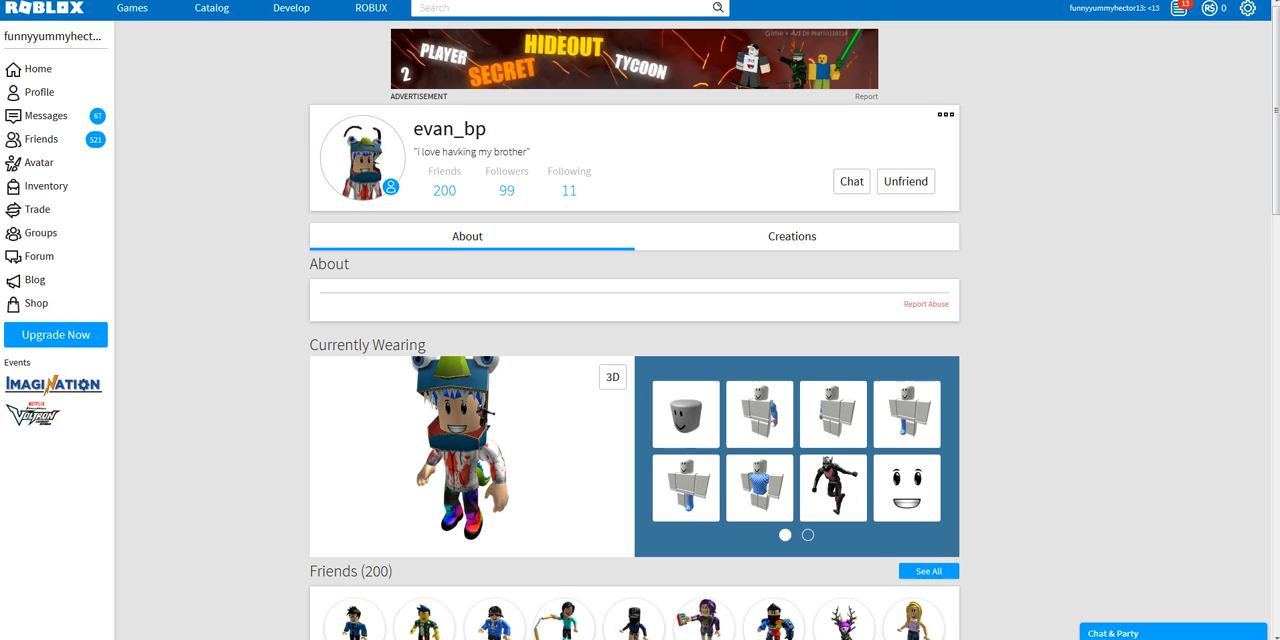 ROBLOX
Games
Catalog
Develop
ROBUX
Search
funnyyummyhector13: <13
13
0
funnyyummyhect...
Home
Profile
Messages 67
Friends 521
Avatar
Inventory
Trade
Groups
Forum
Blog
Shop
Upgrade Now
Events
IMAGINATION
NETFLIX
VOLTRON
2 PLAYER
SECRET
HIDEOUT
TYCOON
ADVERTISEMENT
Report
evan_bp
"i love havking my brother"
Friends Followers Following
200 99 11
Chat
Unfriend
About
Creations
About
Report Abuse
Currently Wearing
3D
Friends (200)
See All
Chat & Party